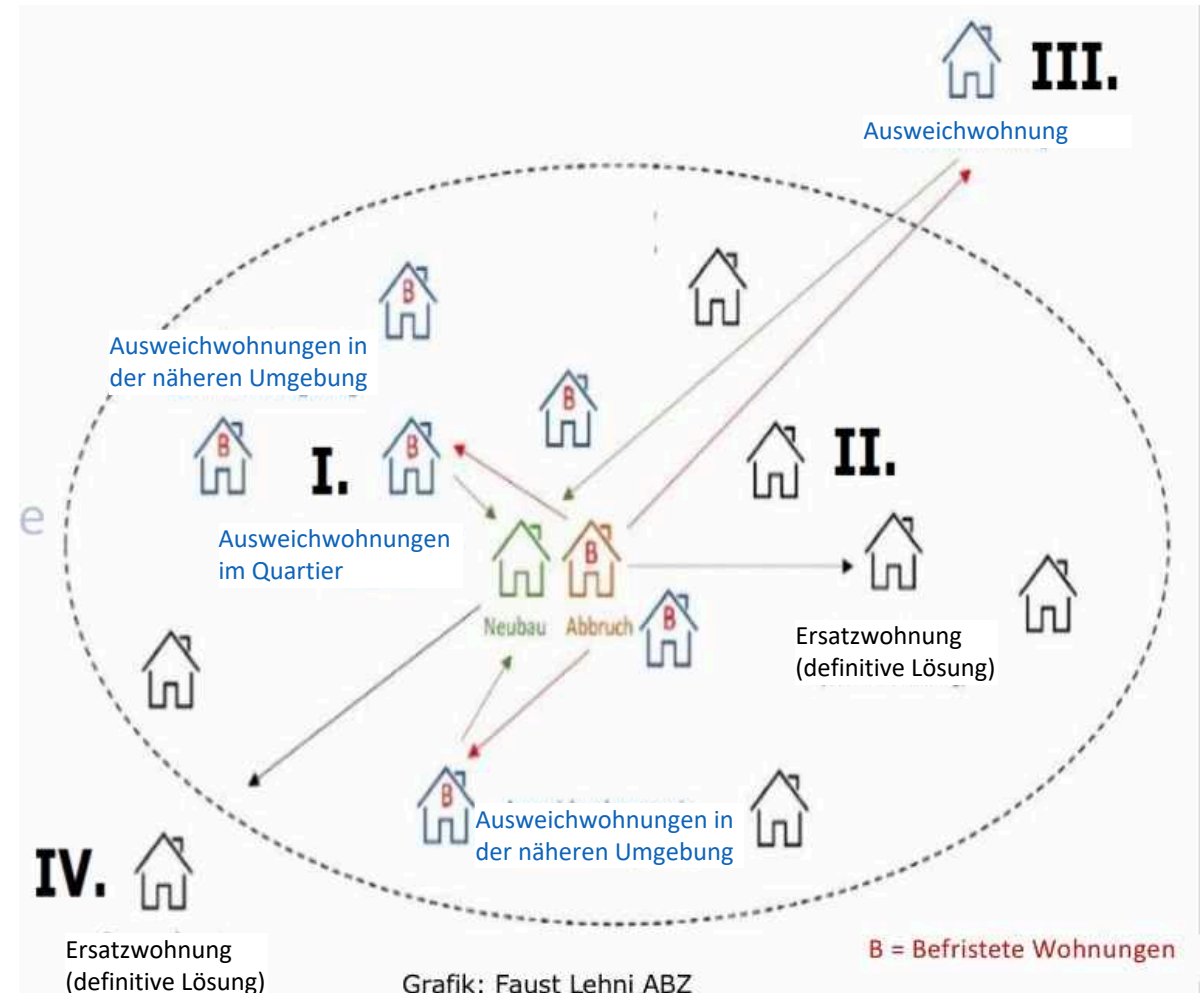 III.
Ausweichwohnung
B
Ausweichwohnungen in
der näheren Umgebung
B
B
I.
B
II.
e
Ausweichwohnungen
im Quartier
B
Neubau
Abbruch
B
Ersatzwohnung
(definitive Lösung)
B
Ausweichwohnungen in
der näheren Umgebung
IV.
Ersatzwohnung
(definitive Lösung)
B = Befristete Wohnungen
Grafik: Faust Lehni ABZ